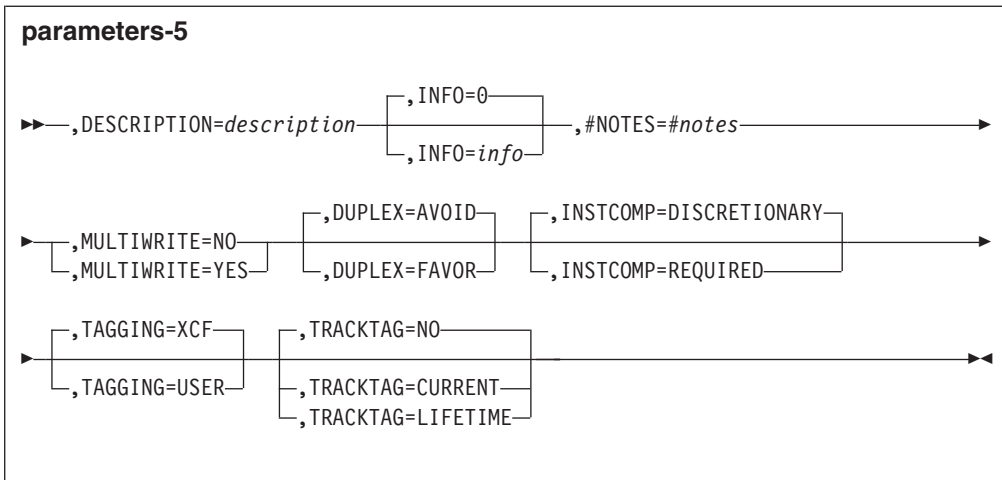 parameters-5
,INFO=0
,DESCRIPTION=description ,#NOTES=#notes
,INFO=info
,DUPLEX=AVOID ,INSTCOMP=DISCRETIONARY
,MULTIWRITE=NO
,MULTIWRITE=YES ,DUPLEX=FAVOR ,INSTCOMP=REQUIRED
,TAGGING=XCF ,TRACKTAG=NO
,TAGGING=USER ,TRACKTAG=CURRENT
,TRACKTAG=LIFETIME